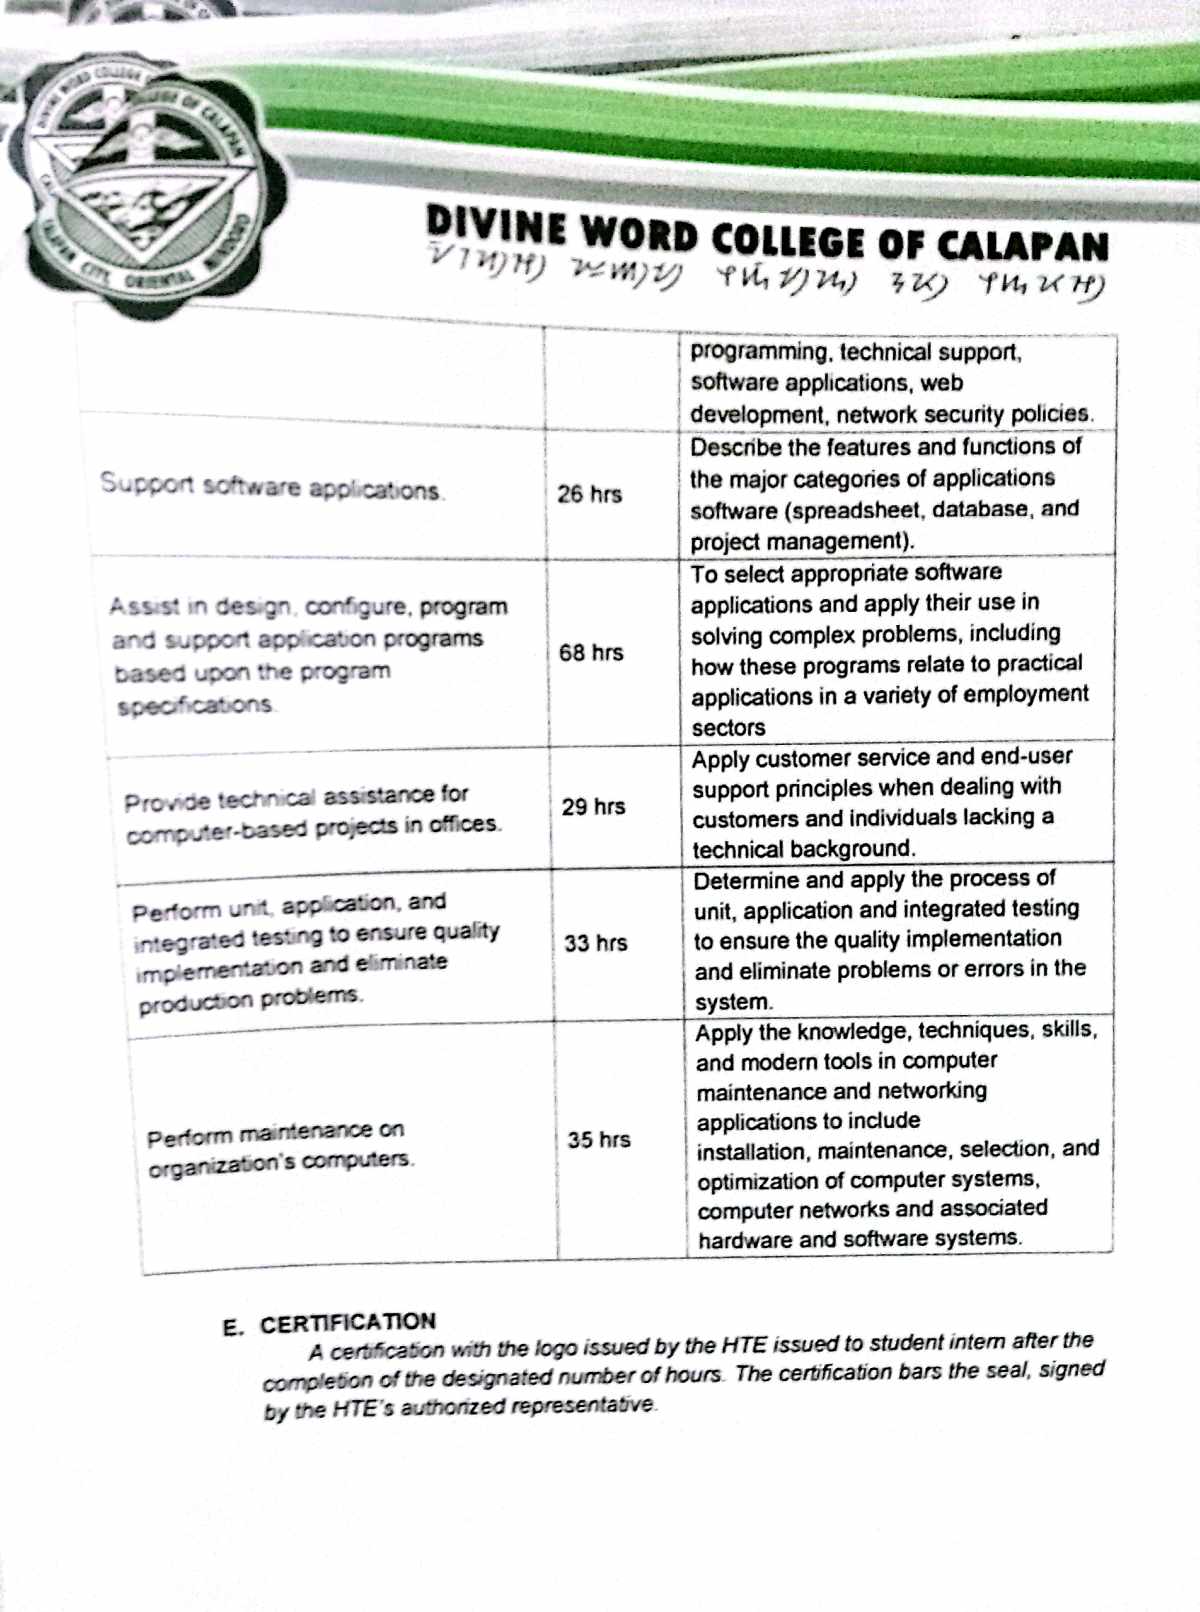 DIVINE WORD COLLEGE OF CALAPAN
CALAPAN CITY, ORIENTAL MINDORO
DIVINE WORD COLLEGE OF CALAPAN
programming, technical support,
software applications, web
development, network security policies.
Support software applications.
26 hrs
Describe the features and functions of
the major categories of applications
software (spreadsheet, database, and
project management).
Assist in design, configure, program
and support application programs
based upon the program
specifications.
68 hrs
To select appropriate software
applications and apply their use in
solving complex problems, including
how these programs relate to practical
applications in a variety of employment
sectors
Provide technical assistance for
computer-based projects in offices.
29 hrs
Apply customer service and end-user
support principles when dealing with
customers and individuals lacking a
technical background.
Perform unit, application, and
integrated testing to ensure quality
implementation and eliminate
production problems.
33 hrs
Determine and apply the process of
unit, application and integrated testing
to ensure the quality implementation
and eliminate problems or errors in the
system.
Perform maintenance on
organization's computers.
35 hrs
Apply the knowledge, techniques, skills,
and modern tools in computer
maintenance and networking
applications to include
installation, maintenance, selection, and
optimization of computer systems,
computer networks and associated
hardware and software systems.
E. CERTIFICATION
A certification with the logo issued by the HTE issued to student intern after the
completion of the designated number of hours. The certification bars the seal, signed
by the HTE's authorized representative.